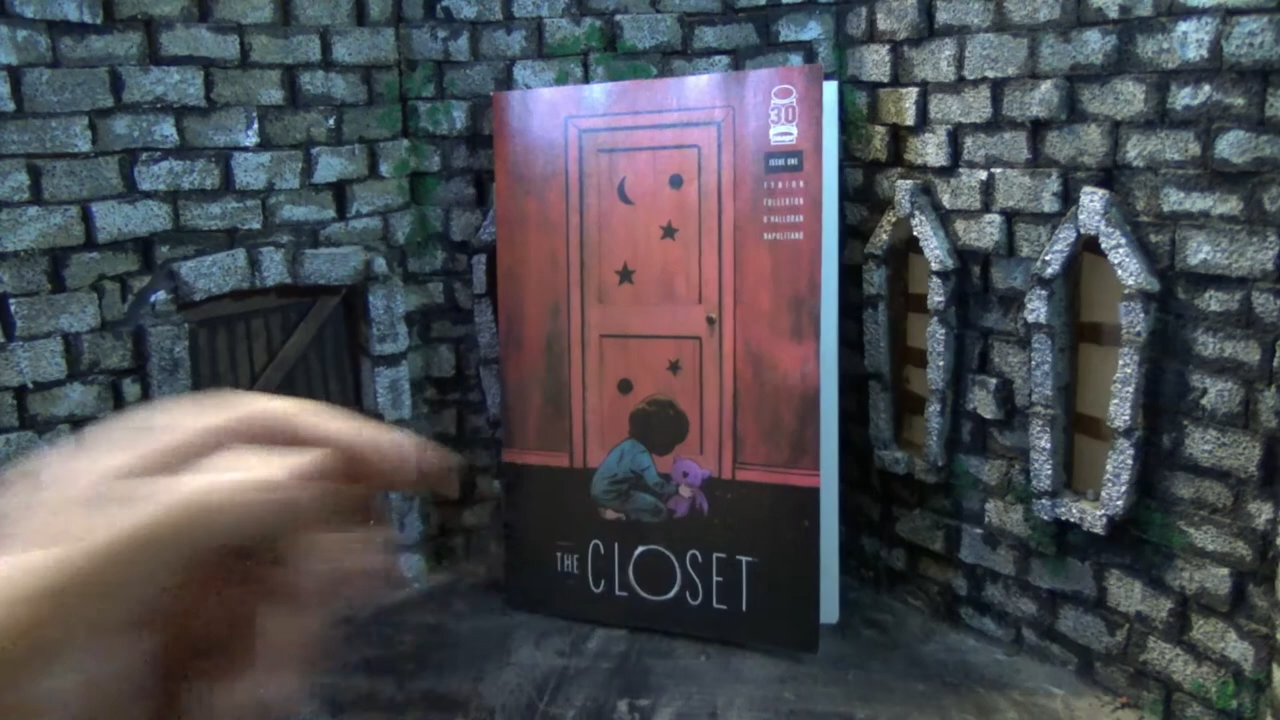 30
ISSUE ONE
TYNION
FULLERTON
O'HALLORAN
NAPOLITANO
THE CLOSET